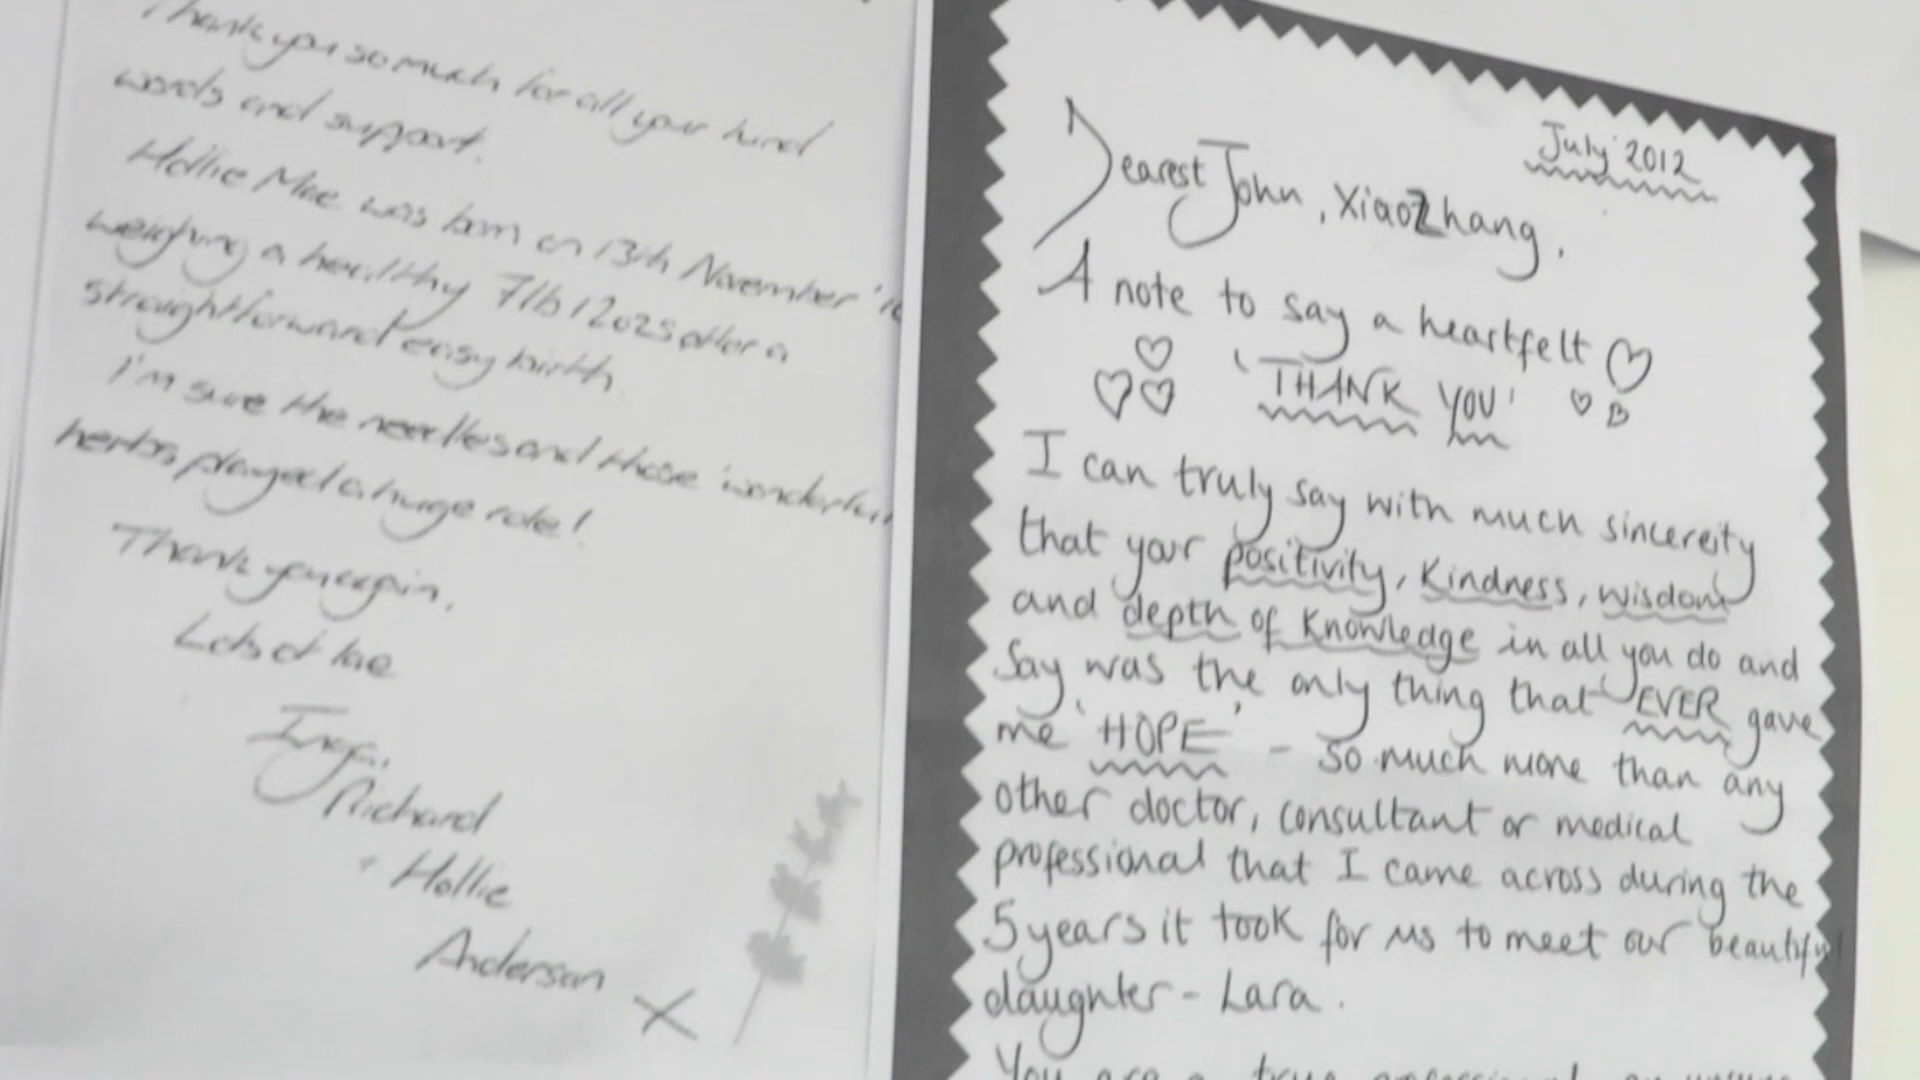 Thank you so much for all your kind
words and support.
Hollie Mae was born on 13th November
weighing a healthy 7lb 12ozs after a
straightforward easy birth.
I'm sure the needles and those 'wonderful
herbs played a huge role!
Thank you again,
Lots of love
Richard
+ Hollie
Anderson X
July 2012
Dearest John, XiaoZhang.
A note to say a heartfelt
'THANK YOU'
I can truly say with much sincereity
that your positivity, Kindness, wisdom
and depth of Knowledge in all you do and
Say was the only thing that EVER gave
me 'HOPE' - So much more than any
other doctor, consultant or medical
professional that I came across during the
5 years it took for us to meet our beautiful
daughter - Lara.
You are a true professional